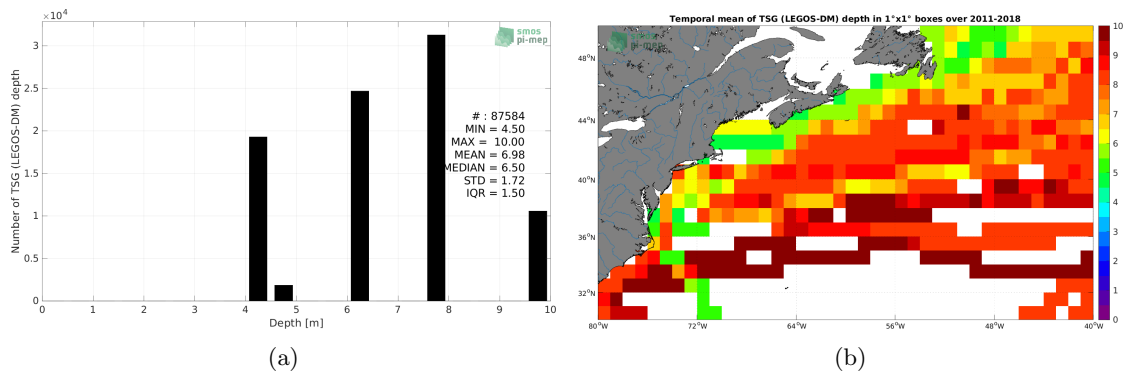 ×10⁴
3
2.5
2
1.5
1
0.5
0
Number of TSG (LEGOS-DM) depth
0 1 2 3 4 5 6 7 8 9 10
Depth [m]
smos
pi-mep
# : 87584
MIN = 4.50
MAX = 10.00
MEAN = 6.98
MEDIAN = 6.50
STD = 1.72
IQR = 1.50
(a)
Temporal mean of TSG (LEGOS-DM) depth in 1°x1° boxes over 2011-2018
smos
pi-mep
48°N
44°N
40°N
36°N
32°N
80°W 72°W 64°W 56°W 48°W 40°W
10
9
8
7
6
5
4
3
2
1
0
(b)